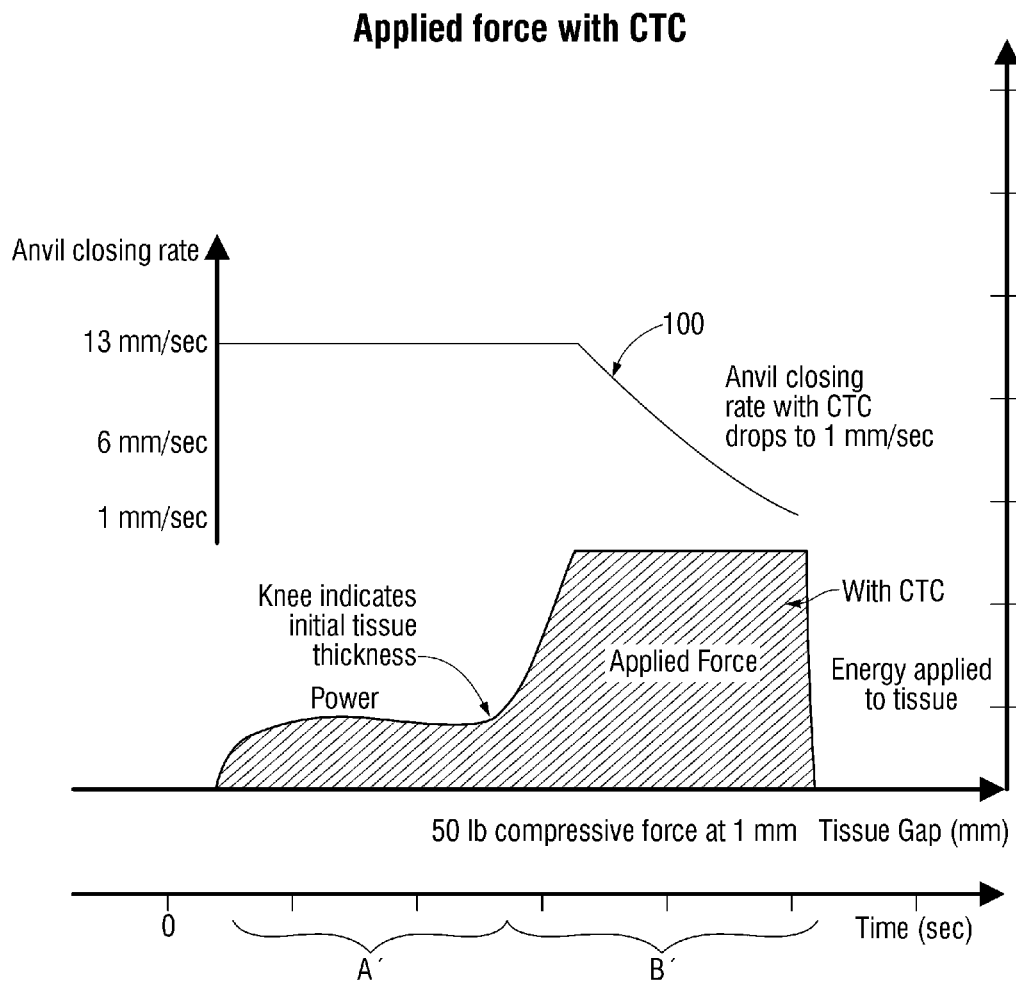 Applied force with CTC
Anvil closing rate
13 mm/sec
6 mm/sec
1 mm/sec
100
Anvil closing
rate with CTC
drops to 1 mm/sec
Knee indicates
initial tissue
thickness
Power
Applied Force
With CTC
Energy applied
to tissue
50 lb compressive force at 1 mm
Tissue Gap (mm)
0
Time (sec)
A´
B´